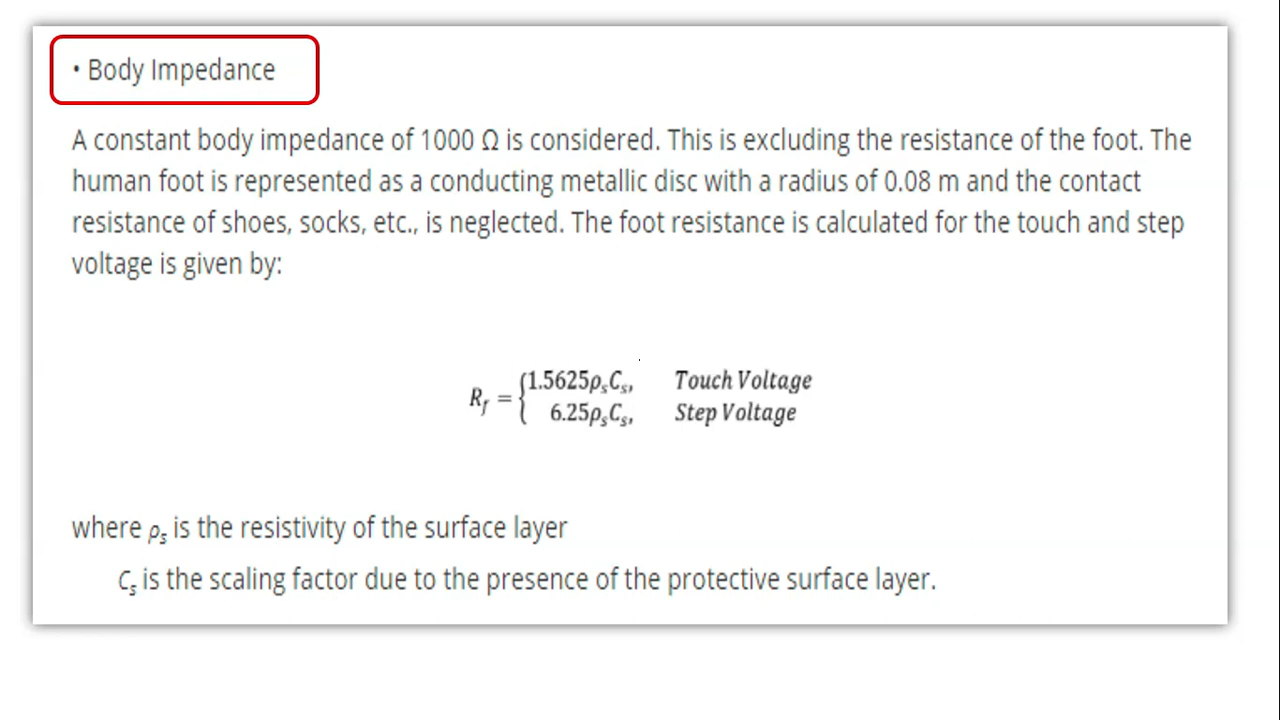 • Body Impedance
A constant body impedance of 1000 Ω is considered. This is excluding the resistance of the foot. The
human foot is represented as a conducting metallic disc with a radius of 0.08 m and the contact
resistance of shoes, socks, etc., is neglected. The foot resistance is calculated for the touch and step
voltage is given by:
R_f = { 1.5625ρ_sC_s, Touch Voltage
6.25ρ_sC_s, Step Voltage
where ρ_s is the resistivity of the surface layer
C_s is the scaling factor due to the presence of the protective surface layer.